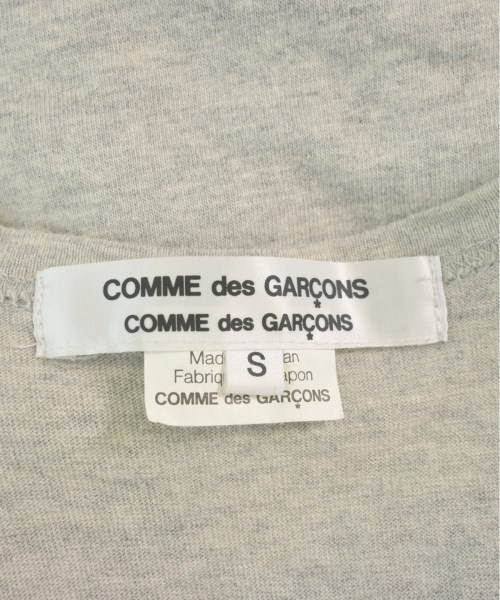 COMME des GARÇONS
COMME des GARÇONS
S
Mad an
Fabriq apon
COMME des GARÇONS